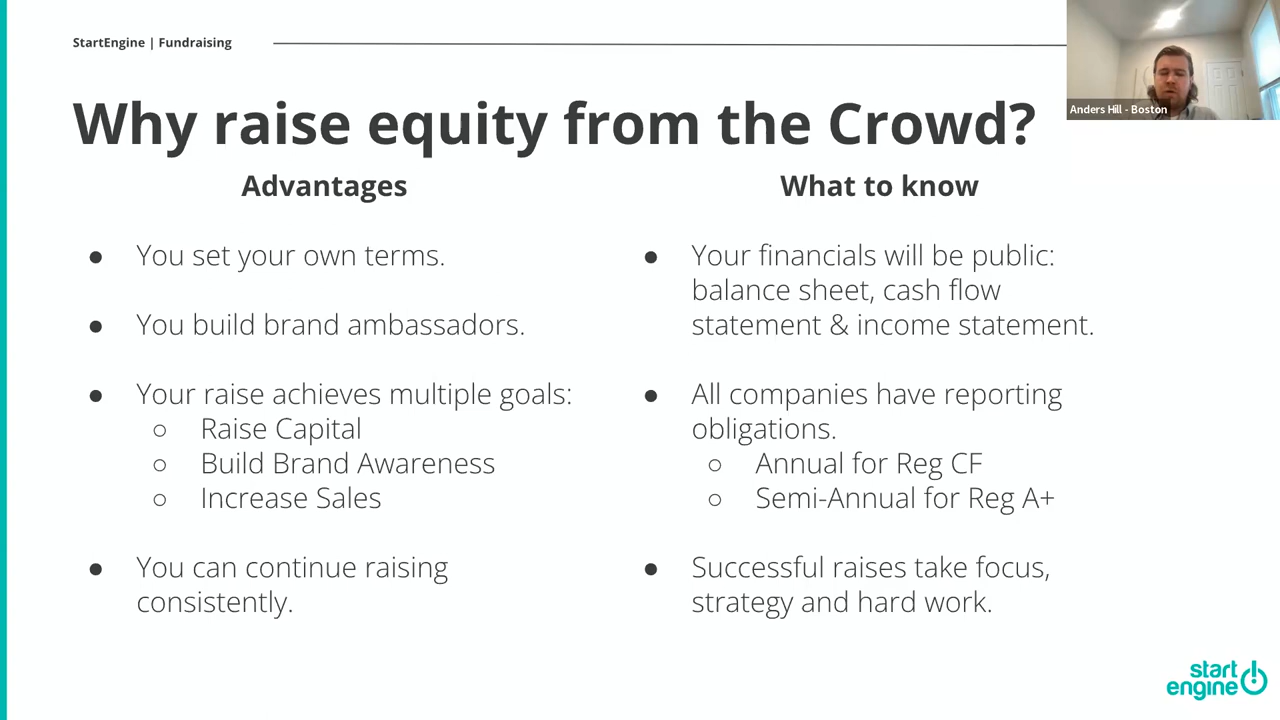 StartEngine | Fundraising
Anders Hill - Boston
Why raise equity from the Crowd?
Advantages
● You set your own terms.
● You build brand ambassadors.
● Your raise achieves multiple goals:
○ Raise Capital
○ Build Brand Awareness
○ Increase Sales
● You can continue raising
consistently.
What to know
● Your financials will be public:
balance sheet, cash flow
statement & income statement.
● All companies have reporting
obligations.
○ Annual for Reg CF
○ Semi-Annual for Reg A+
● Successful raises take focus,
strategy and hard work.
start
engine